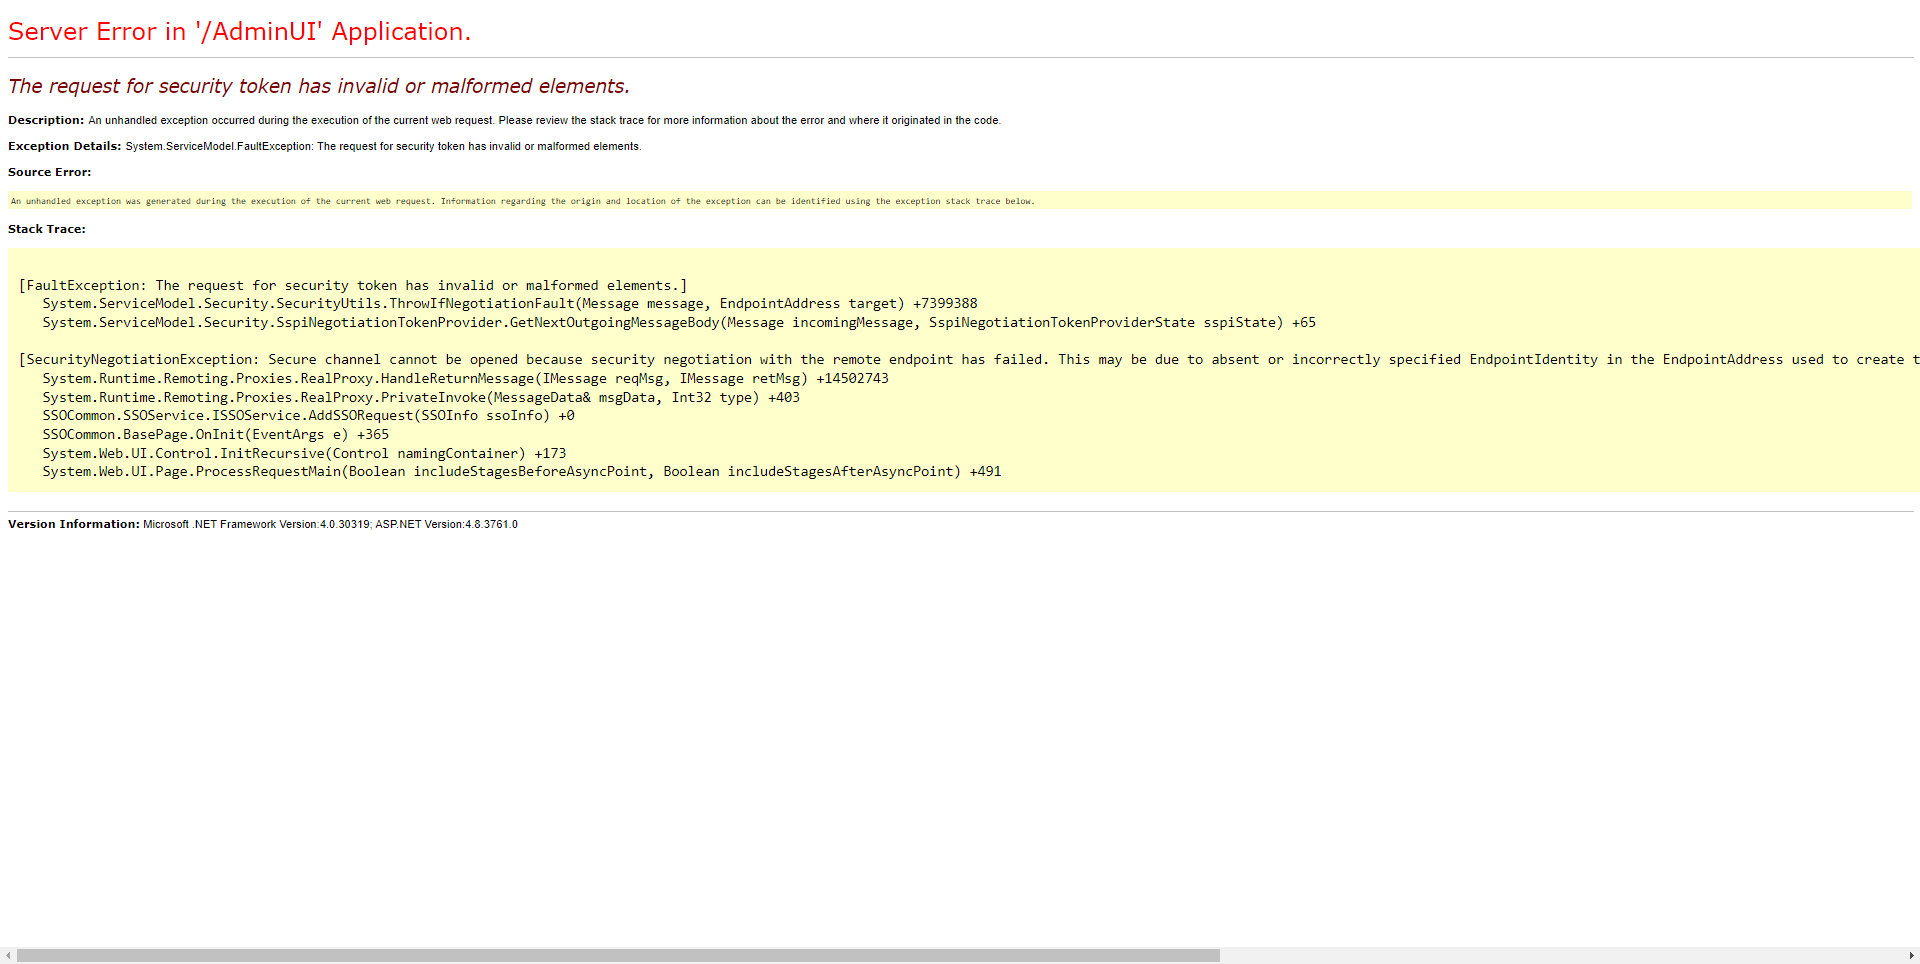 Server Error in '/AdminUI' Application.
The request for security token has invalid or malformed elements.
Description: An unhandled exception occurred during the execution of the current web request. Please review the stack trace for more information about the error and where it originated in the code.
Exception Details: System.ServiceModel.FaultException: The request for security token has invalid or malformed elements.
Source Error:
An unhandled exception was generated during the execution of the current web request. Information regarding the origin and location of the exception can be identified using the exception stack trace below.
Stack Trace:
[FaultException: The request for security token has invalid or malformed elements.]
System.ServiceModel.Security.SecurityUtils.ThrowIfNegotiationFault(Message message, EndpointAddress target) +7399388
System.ServiceModel.Security.SspiNegotiationTokenProvider.GetNextOutgoingMessageBody(Message incomingMessage, SspiNegotiationTokenProviderState sspiState) +65
[SecurityNegotiationException: Secure channel cannot be opened because security negotiation with the remote endpoint has failed. This may be due to absent or incorrectly specified EndpointIdentity in the EndpointAddress used to create t
System.Runtime.Remoting.Proxies.RealProxy.HandleReturnMessage(IMessage reqMsg, IMessage retMsg) +14502743
System.Runtime.Remoting.Proxies.RealProxy.PrivateInvoke(MessageData& msgData, Int32 type) +403
SSOCommon.SSOService.ISSOService.AddSSORequest(SSOInfo ssoInfo) +0
SSOCommon.BasePage.OnInit(EventArgs e) +365
System.Web.UI.Control.InitRecursive(Control namingContainer) +173
System.Web.UI.Page.ProcessRequestMain(Boolean includeStagesBeforeAsyncPoint, Boolean includeStagesAfterAsyncPoint) +491
Version Information: Microsoft .NET Framework Version:4.0.30319; ASP.NET Version:4.8.3761.0